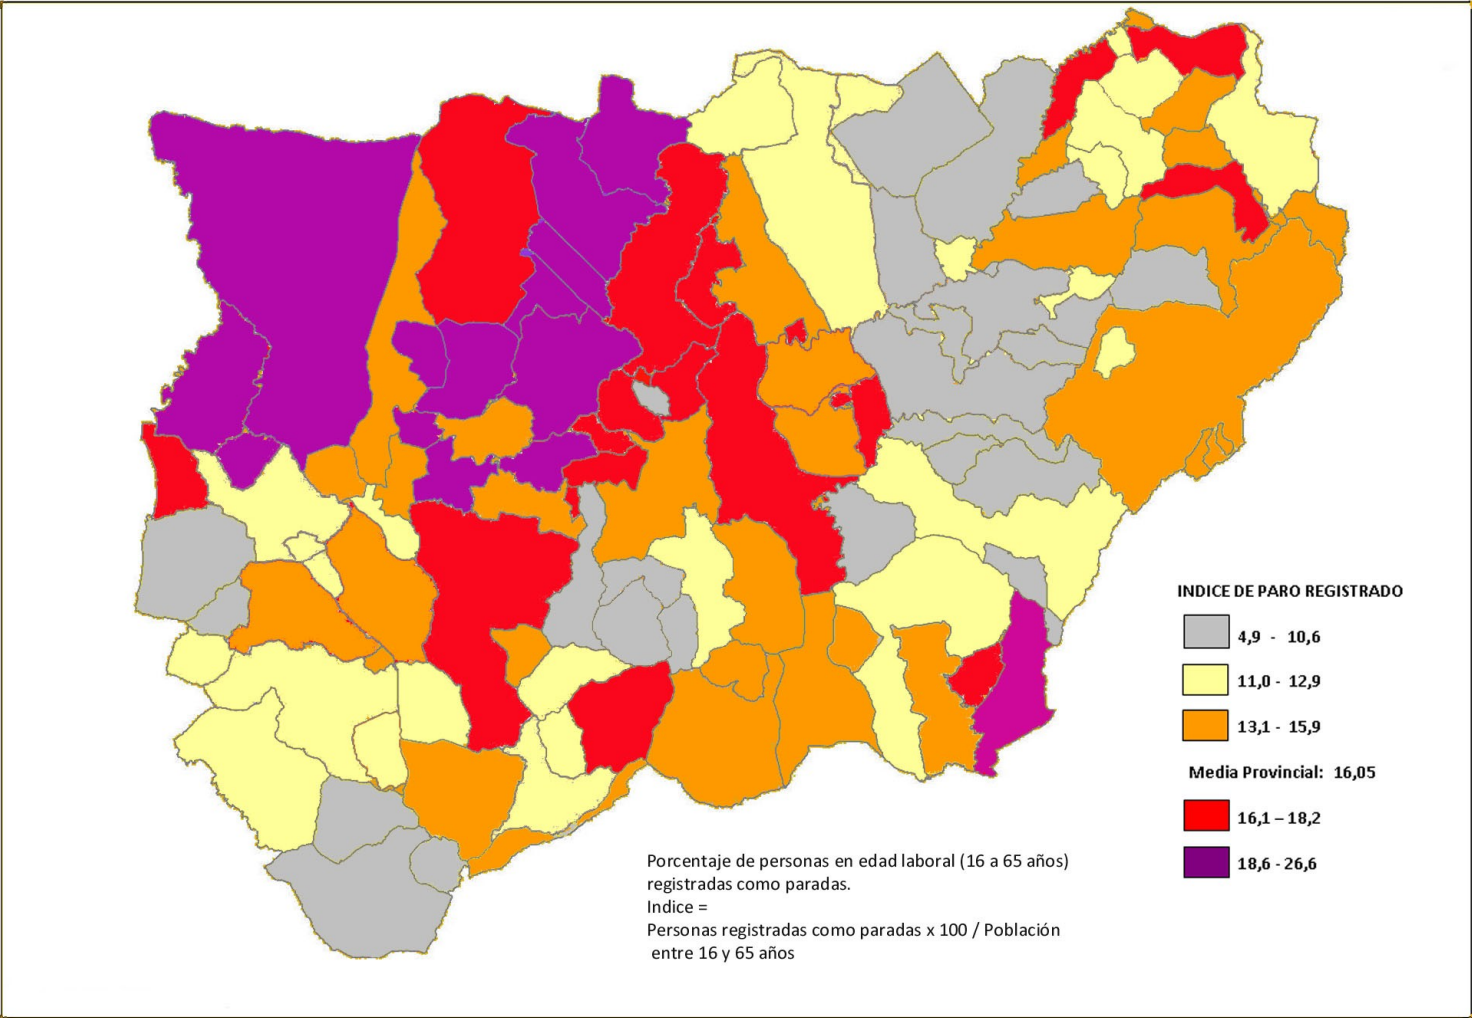 INDICE DE PARO REGISTRADO
4,9 - 10,6
11,0 - 12,9
13,1 - 15,9
Media Provincial: 16,05
16,1 – 18,2
18,6 - 26,6
Porcentaje de personas en edad laboral (16 a 65 años)
registradas como paradas.
Indice =
Personas registradas como paradas x 100 / Población
entre 16 y 65 años